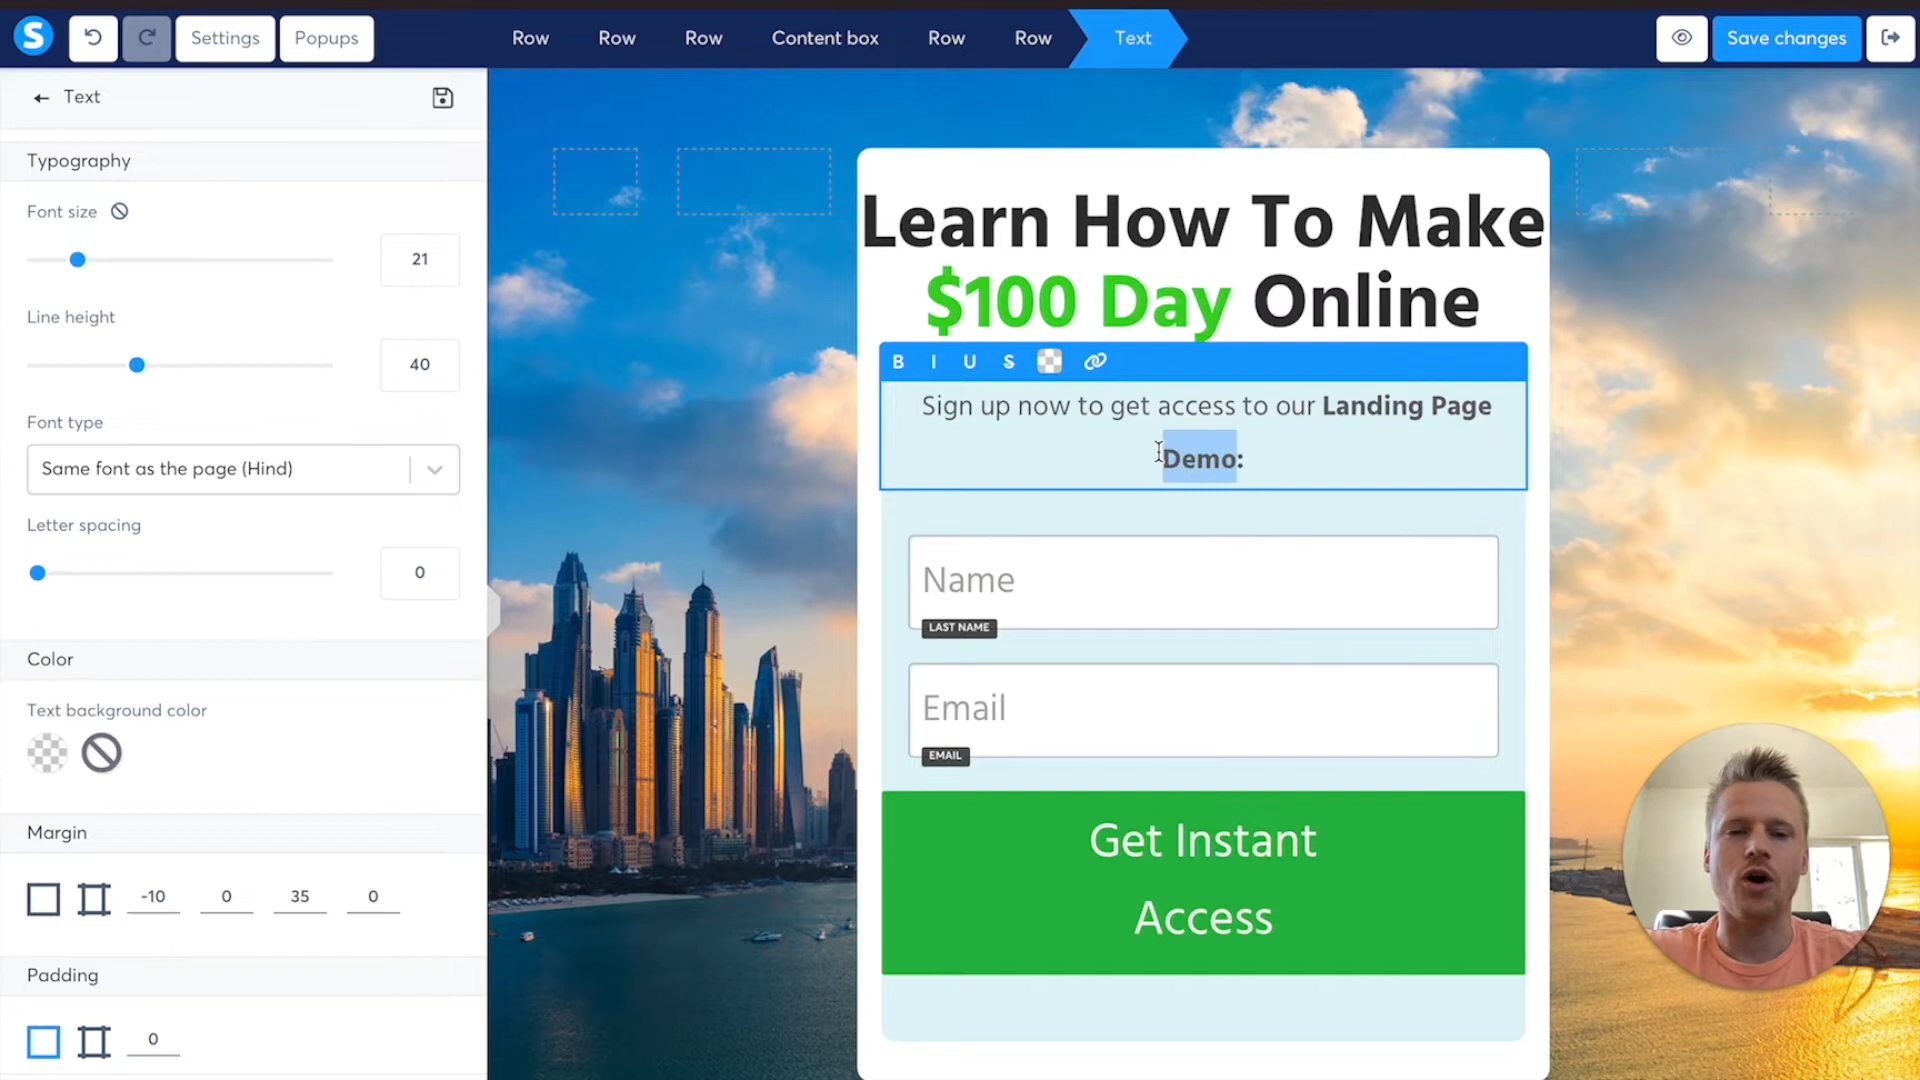 S
Settings
Popups
Row
Row
Row
Content box
Row
Row
Text
Save changes
Text
Typography
Font size
21
Line height
40
Font type
Same font as the page (Hind)
Letter spacing
0
Color
Text background color
Margin
-10
0
35
0
Padding
0
Learn How To Make
$100 Day Online
B I U S
Sign up now to get access to our Landing Page
Demo:
Name
LAST NAME
Email
EMAIL
Get Instant
Access